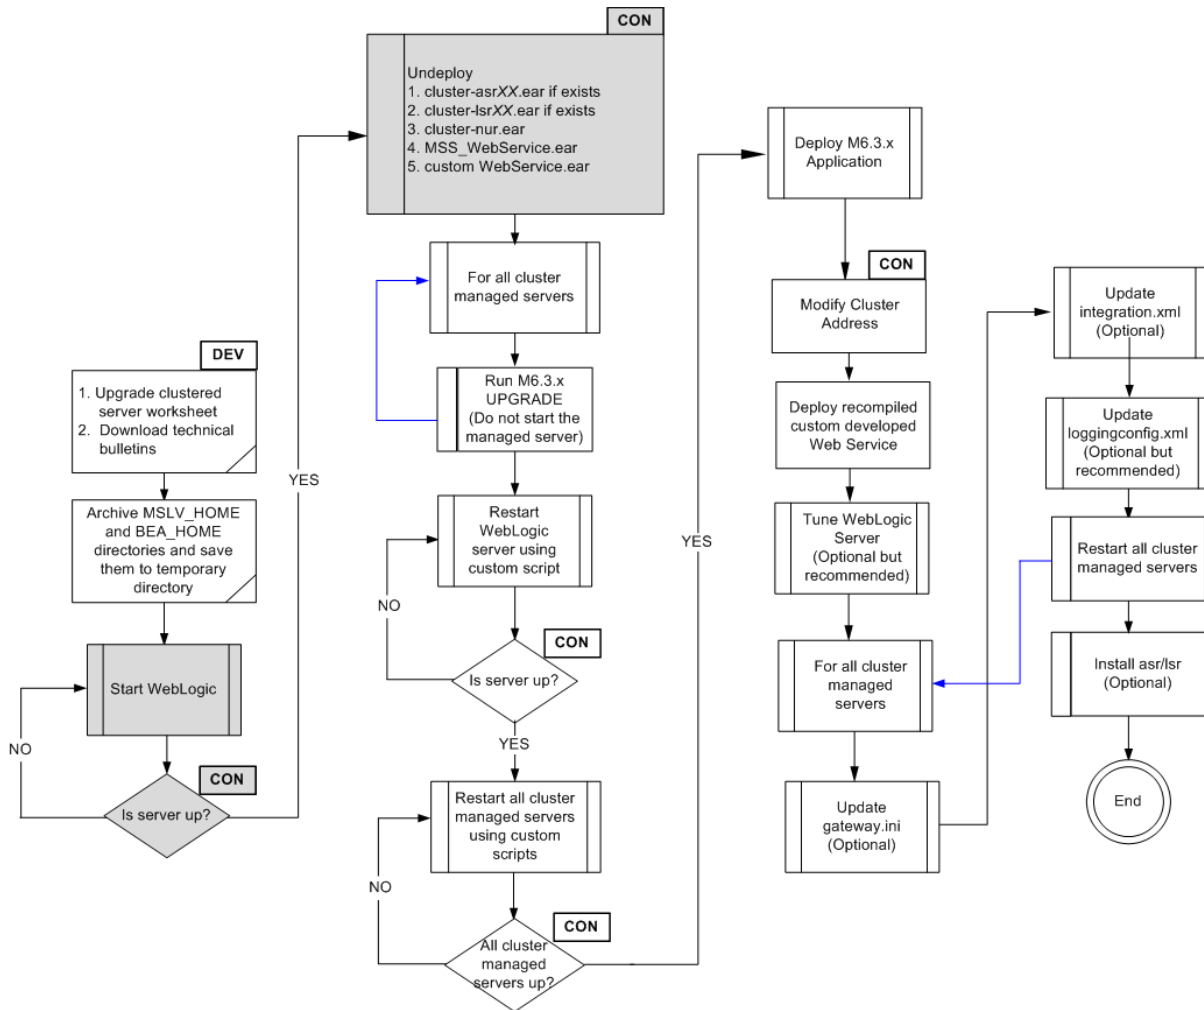 DEV
1. Upgrade clustered
server worksheet
2. Download technical
bulletins
Archive MSLV_HOME
and BEA_HOME
directories and save
them to temporary
directory
Start WebLogic
NO
CON
Is server up?
YES
CON
Undeploy
1. cluster-asrXX.ear if exists
2. cluster-lsrXX.ear if exists
3. cluster-nur.ear
4. MSS_WebService.ear
5. custom WebService.ear
For all cluster
managed servers
Run M6.3.x
UPGRADE
(Do not start the
managed server)
Restart
WebLogic
server using
custom script
NO
CON
Is server up?
YES
Restart all cluster
managed servers
using custom
scripts
NO
CON
All cluster
managed
servers up?
YES
Deploy M6.3.x
Application
CON
Modify Cluster
Address
Deploy recompiled
custom developed
Web Service
Tune WebLogic
Server
(Optional but
recommended)
For all cluster
managed
servers
Update
gateway.ini
(Optional)
Update
integration.xml
(Optional)
Update
loggingconfig.xml
(Optional but
recommended)
Restart all cluster
managed servers
Install asr/lsr
(Optional)
End